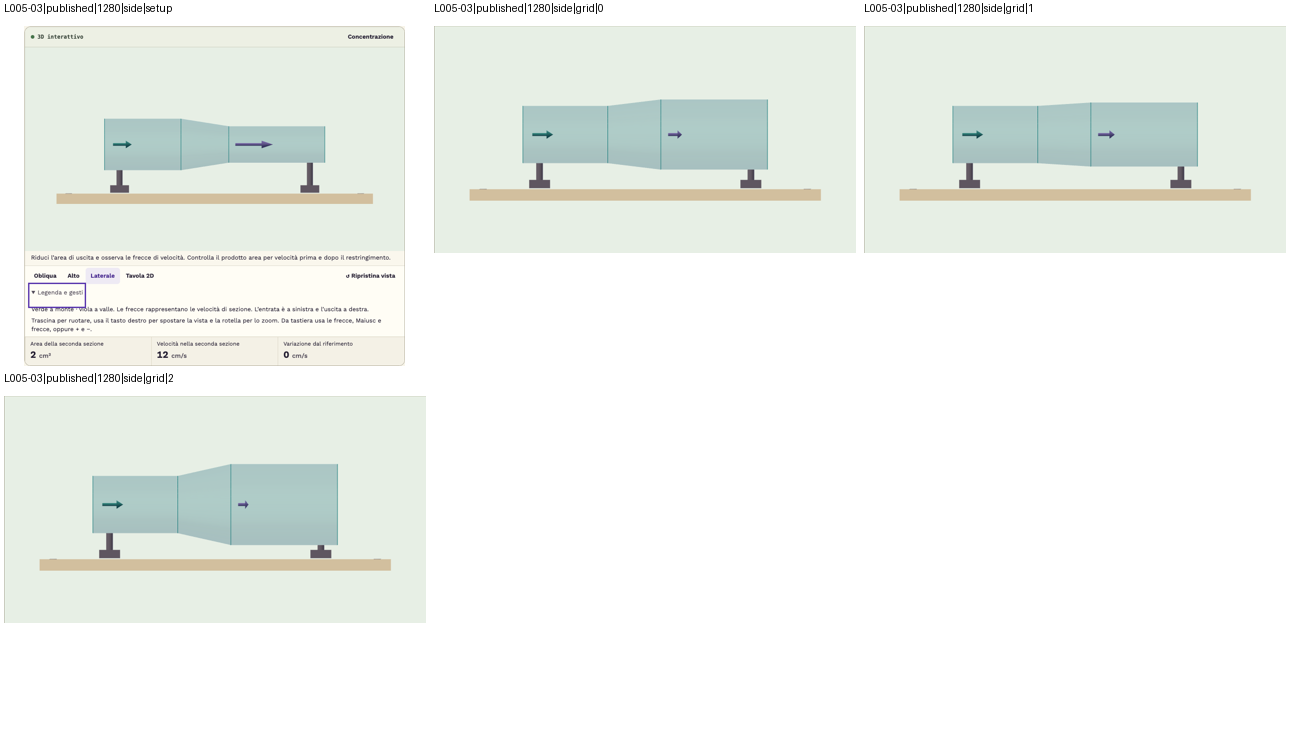 L005-03|published|1280|side|setup
L005-03|published|1280|side|grid|0
L005-03|published|1280|side|grid|1
3D interattivo
Concentrazione
Riduci l'area di uscita e osserva le frecce di velocità. Controlla il prodotto area per velocità prima e dopo il restringimento.
Obliqua Alto Laterale Tavola 2D
↺ Ripristina vista
▼ Legenda e gesti
Verde a monte · viola a valle. Le frecce rappresentano le velocità di sezione. L'entrata è a sinistra e l'uscita a destra.
Trascina per ruotare, usa il tasto destro per spostare la vista e la rotella per lo zoom. Da tastiera usa le frecce, Maiusc e
frecce, oppure + e −.
Area della seconda sezione
2 cm²
Velocità nella seconda sezione
12 cm/s
Variazione dal riferimento
0 cm/s
L005-03|published|1280|side|grid|2